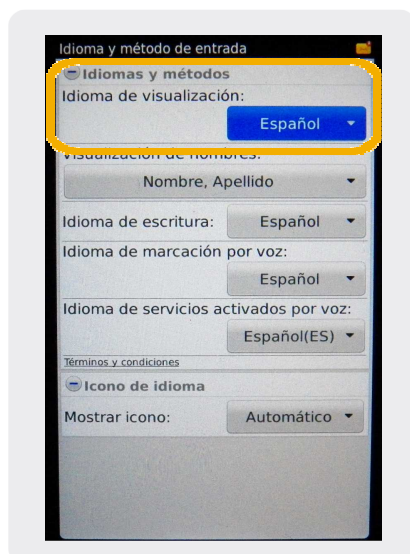 Idioma y método de entrada
Idiomas y métodos
Idioma de visualización:
Español
Visualización de nombres:
Nombre, Apellido
Idioma de escritura: Español
Idioma de marcación por voz:
Español
Idioma de servicios activados por voz:
Español(ES)
Términos y condiciones
Icono de idioma
Mostrar icono: Automático